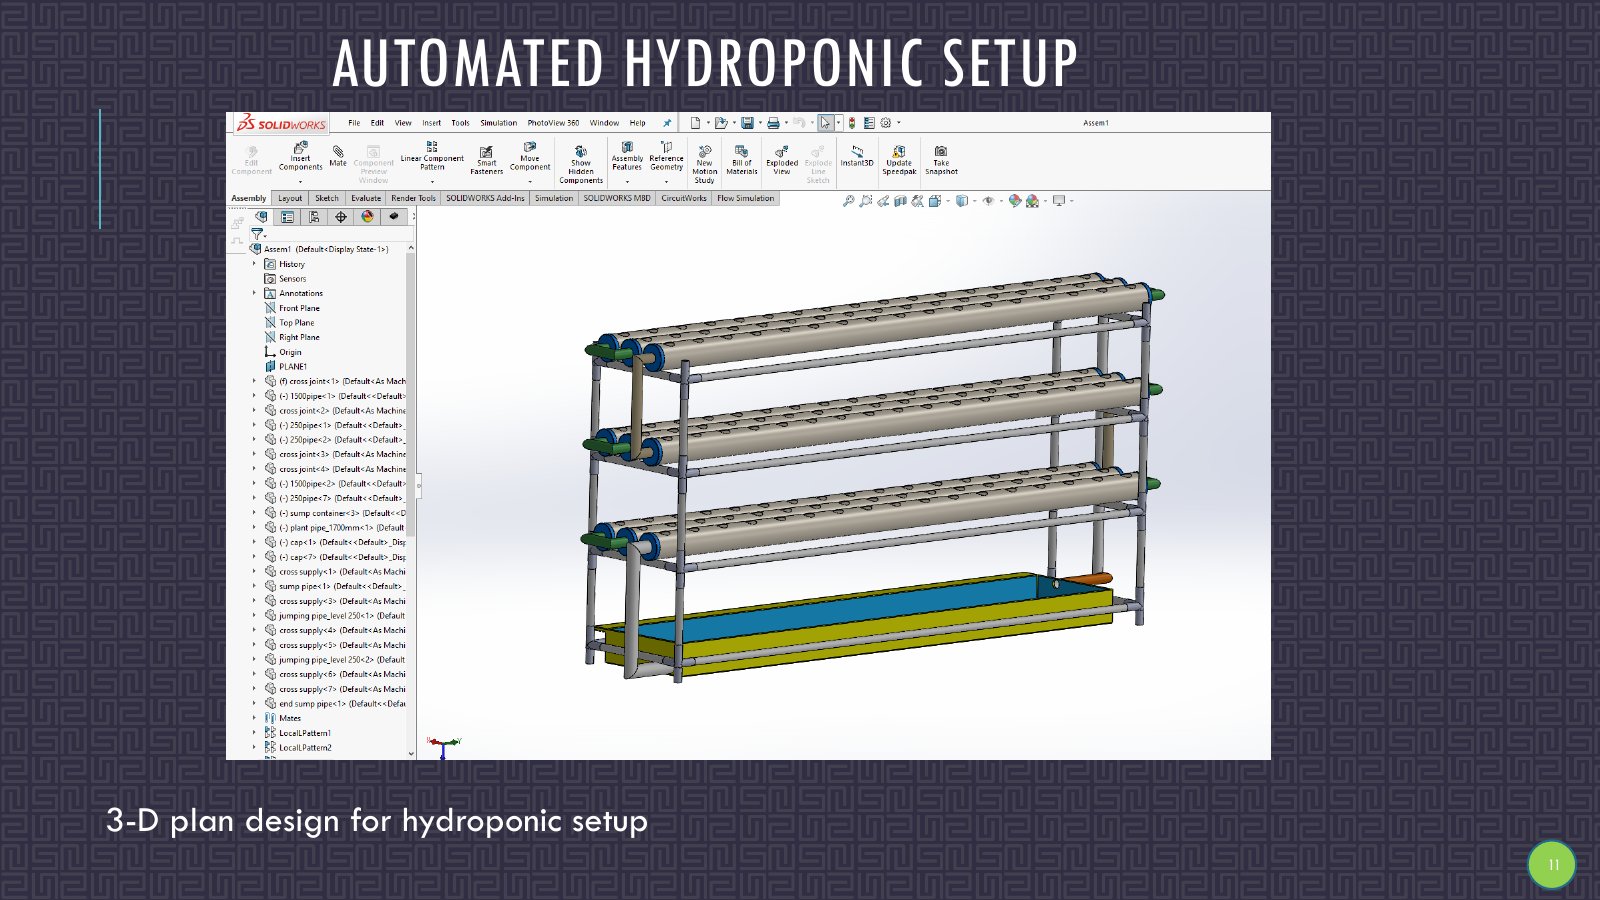 AUTOMATED HYDROPONIC SETUP
SOLIDWORKS File Edit View Insert Tools Simulation PhotoView 360 Window Help Assem1
Edit Component
Insert Components
Mate
Component Preview Window
Linear Component Pattern
Smart Fasteners
Move Component
Show Hidden Components
Assembly Features
Reference Geometry
New Motion Study
Bill of Materials
Exploded View
Explode Line Sketch
Instant3D
Update Speedpak
Take Snapshot
Assembly Layout Sketch Evaluate Render Tools SOLIDWORKS Add-Ins Simulation SOLIDWORKS MBD CircuitWorks Flow Simulation
Assem1 (Default<Display State-1>)
History
Sensors
Annotations
Front Plane
Top Plane
Right Plane
Origin
PLANE1
(f) cross joint<1> (Default<As Mach
(-) 1500pipe<1> (Default<<Default>
cross joint<2> (Default<As Machine
(-) 250pipe<1> (Default<<Default>_
(-) 250pipe<2> (Default<<Default>_
cross joint<3> (Default<As Machine
cross joint<4> (Default<As Machine
(-) 1500pipe<2> (Default<<Default>
(-) 250pipe<7> (Default<<Default>_
(-) sump container<3> (Default<<D
(-) plant pipe_1700mm<1> (Default
(-) cap<1> (Default<<Default>_Disp
(-) cap<7> (Default<<Default>_Disp
cross supply<1> (Default<As Machi
sump pipe<1> (Default<<Default>_
cross supply<3> (Default<As Machi
jumping pipe_level 250<1> (Default
cross supply<4> (Default<As Machi
cross supply<5> (Default<As Machi
jumping pipe_level 250<2> (Default
cross supply<6> (Default<As Machi
cross supply<7> (Default<As Machi
end sump pipe<1> (Default<<Defau
Mates
LocalLPattern1
LocalLPattern2
3-D plan design for hydroponic setup
11